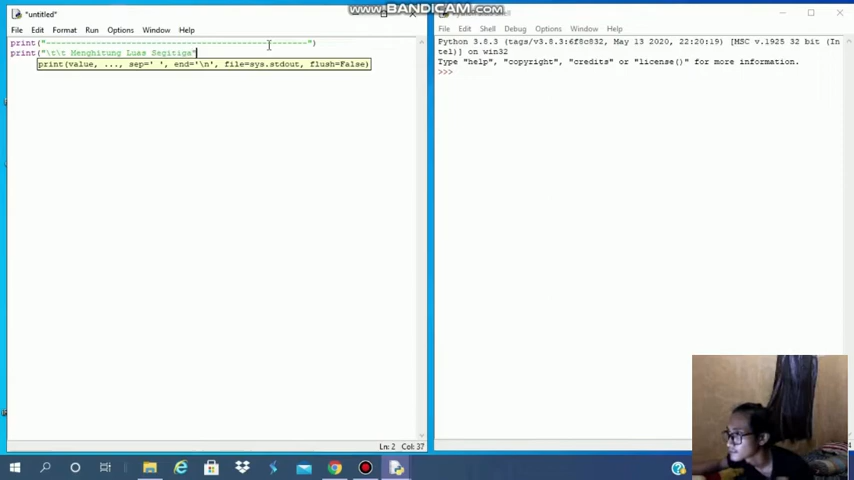 www.BANDICAM.com
*untitled*
File Edit Format Run Options Window Help
print("----------------------------------------------------")
print("\t\t Menghitung Luas Segitiga"
print(value, ..., sep=' ', end='\n', file=sys.stdout, flush=False)
Ln: 2 Col: 37
File Edit Shell Debug Options Window Help
Python 3.8.3 (tags/v3.8.3:6f8c832, May 13 2020, 22:20:19) [MSC v.1925 32 bit (In
tel)] on win32
Type "help", "copyright", "credits" or "license()" for more information.
>>>